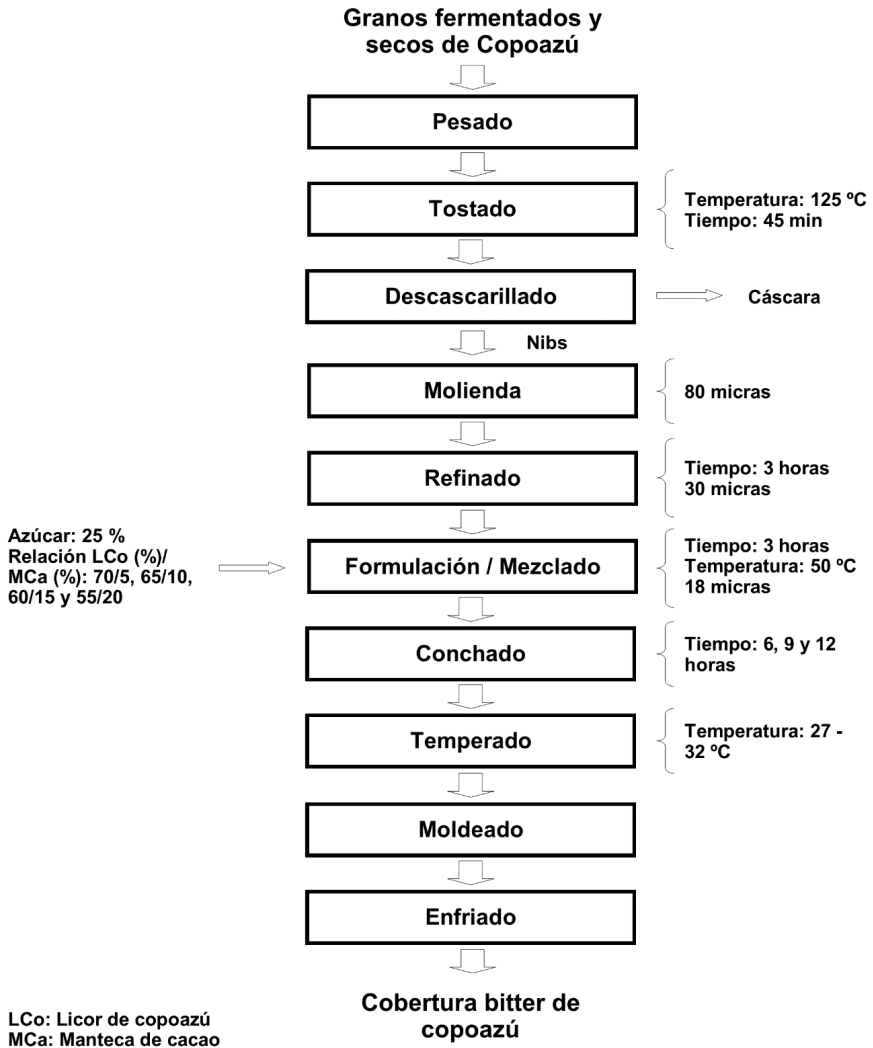 Granos fermentados y
secos de Copoazú
Pesado
Tostado
Temperatura: 125 ºC
Tiempo: 45 min
Descascarillado
Cáscara
Nibs
Molienda
80 micras
Refinado
Tiempo: 3 horas
30 micras
Azúcar: 25 %
Relación LCo (%)/
MCa (%): 70/5, 65/10,
60/15 y 55/20
Formulación / Mezclado
Tiempo: 3 horas
Temperatura: 50 ºC
18 micras
Conchado
Tiempo: 6, 9 y 12
horas
Temperado
Temperatura: 27 -
32 ºC
Moldeado
Enfriado
Cobertura bitter de
copoazú
LCo: Licor de copoazú
MCa: Manteca de cacao